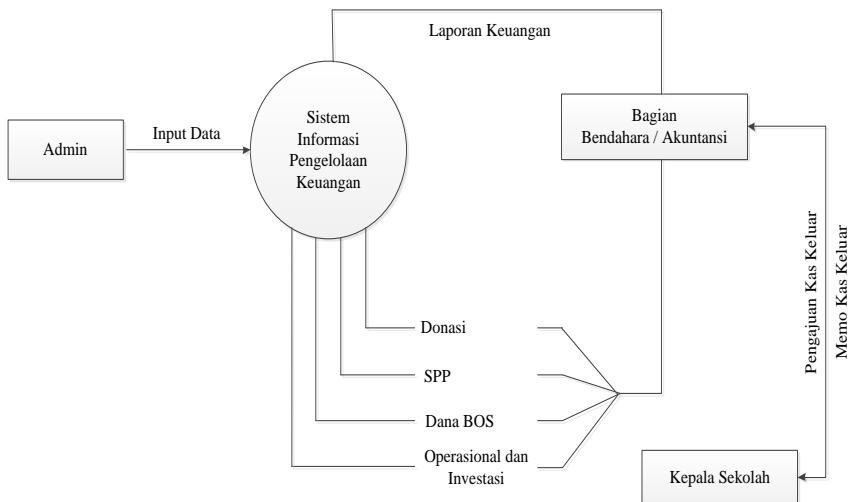 Laporan Keuangan
Admin
Input Data
Sistem
Informasi
Pengelolaan
Keuangan
Bagian
Bendahara / Akuntansi
Pengajuan Kas Keluar
Memo Kas Keluar
Donasi
SPP
Dana BOS
Operasional dan
Investasi
Kepala Sekolah